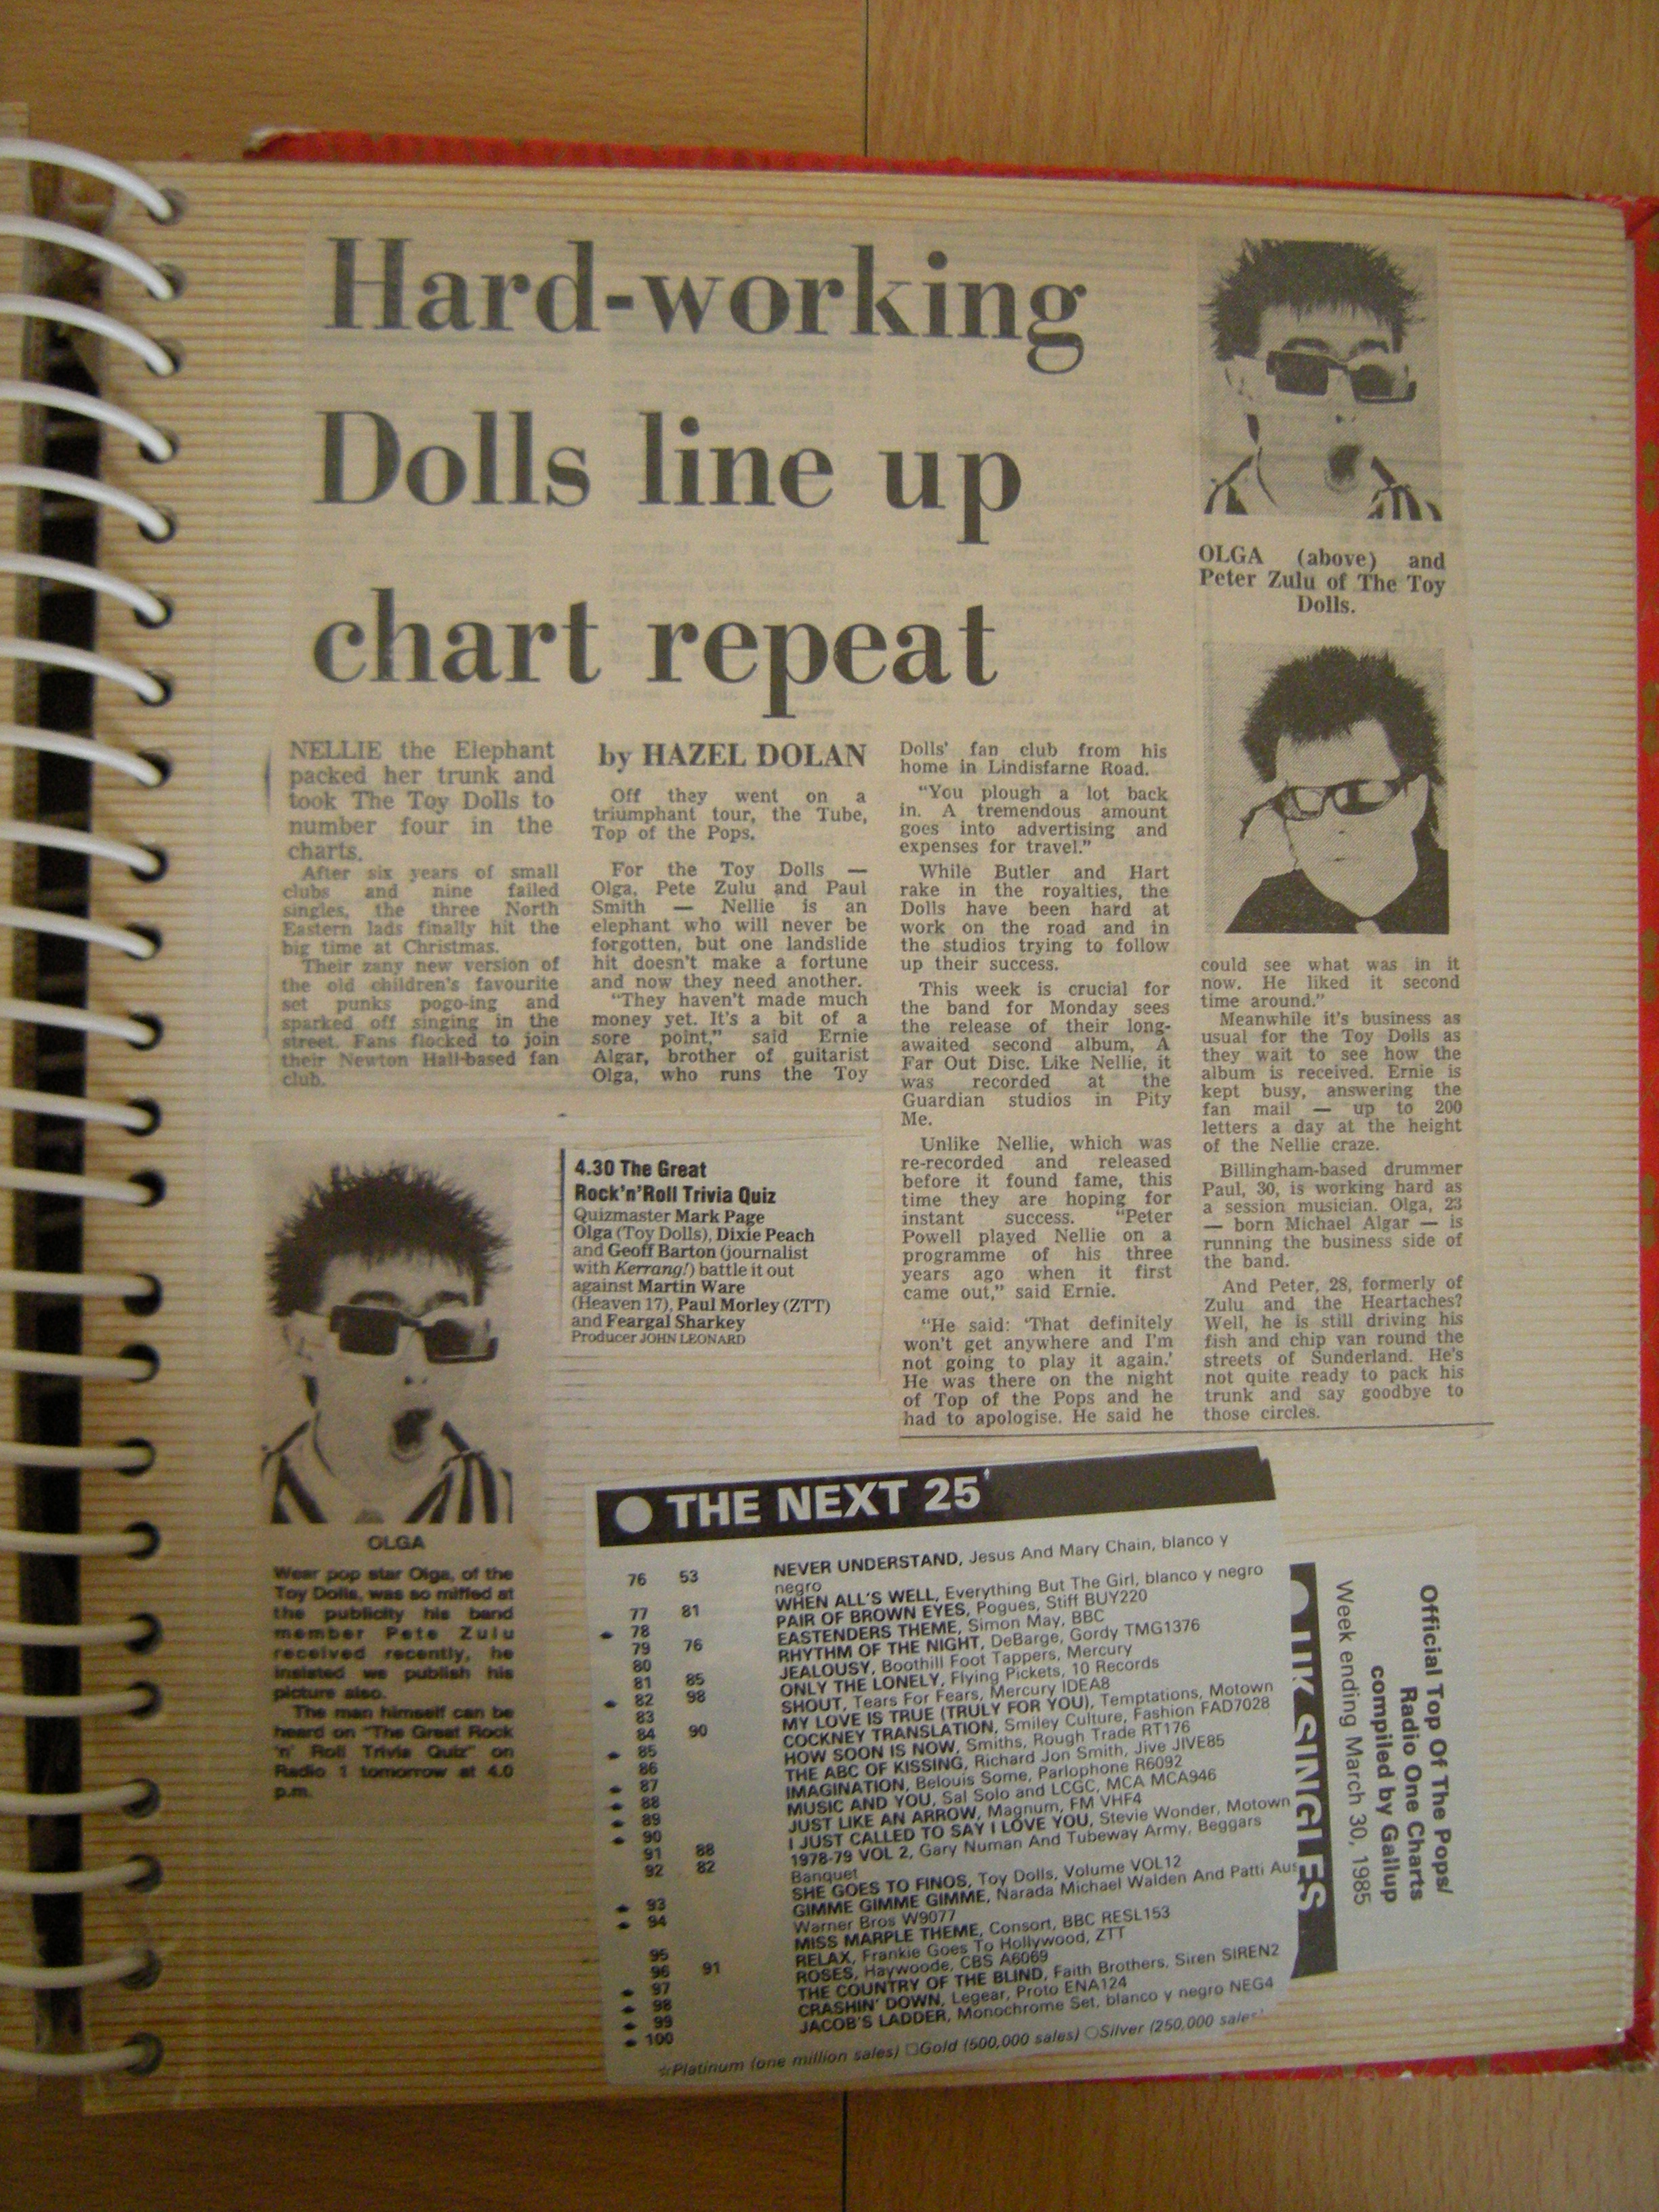 Hard-working
Dolls line up
chart repeat
NELLIE the Elephant
packed her trunk and
took The Toy Dolls to
number four in the
charts.
After six years of small
clubs and nine failed
singles, the three North
Eastern lads finally hit the
big time at Christmas.
Their zany new version of
the old children's favourite
set punks pogo-ing and
sparked off singing in the
street. Fans flocked to join
their Newton Hall-based fan
club.
by HAZEL DOLAN
Off they went on a
triumphant tour, the Tube,
Top of the Pops.
For the Toy Dolls —
Olga, Pete Zulu and Paul
Smith — Nellie is an
elephant who will never be
forgotten, but one landslide
hit doesn't make a fortune
and now they need another.
"They haven't made much
money yet. It's a bit of a
sore point," said Ernie
Algar, brother of guitarist
Olga, who runs the Toy
Dolls' fan club from his
home in Lindisfarne Road.
"You plough a lot back
in. A tremendous amount
goes into advertising and
expenses for travel."
While Butler and Hart
rake in the royalties, the
Dolls have been hard at
work on the road and in
the studios trying to follow
up their success.
This week is crucial for
the band for Monday sees
the release of their long-
awaited second album, A
Far Out Disc. Like Nellie, it
was recorded at the
Guardian studios in Pity
Me.
Unlike Nellie, which was
re-recorded and released
before it found fame, this
time they are hoping for
instant success. "Peter
Powell played Nellie on a
programme of his three
years ago when it first
came out," said Ernie.
"He said: 'That definitely
won't get anywhere and I'm
not going to play it again.'
He was there on the night
of Top of the Pops and he
had to apologise. He said he
OLGA (above) and
Peter Zulu of The Toy
Dolls.
could see what was in it
now. He liked it second
time around."
Meanwhile it's business as
usual for the Toy Dolls as
they wait to see how the
album is received. Ernie is
kept busy, answering the
fan mail — up to 200
letters a day at the height
of the Nellie craze.
Billingham-based drummer
Paul, 30, is working hard as
a session musician. Olga, 23
— born Michael Algar — is
running the business side of
the band.
And Peter, 28, formerly of
Zulu and the Heartaches?
Well, he is still driving his
fish and chip van round the
streets of Sunderland. He's
not quite ready to pack his
trunk and say goodbye to
those circles.
4.30 The Great
Rock'n'Roll Trivia Quiz
Quizmaster Mark Page
Olga (Toy Dolls), Dixie Peach
and Geoff Barton (journalist
with Kerrang!) battle it out
against Martin Ware
(Heaven 17), Paul Morley (ZTT)
and Feargal Sharkey
Producer JOHN LEONARD
OLGA
Wear pop star Olga, of the
Toy Dolls, was so miffed at
the publicity his band
member Pete Zulu
received recently, he
insisted we publish his
picture also.
The man himself can be
heard on "The Great Rock
'n' Roll Trivia Quiz" on
Radio 1 tomorrow at 4.0
p.m.
THE NEXT 25
76 53 NEVER UNDERSTAND, Jesus And Mary Chain, blanco y
negro
77 81 WHEN ALL'S WELL, Everything But The Girl, blanco y negro
78 PAIR OF BROWN EYES, Pogues, Stiff BUY220
79 76 EASTENDERS THEME, Simon May, BBC
80 RHYTHM OF THE NIGHT, DeBarge, Gordy TMG1376
81 85 JEALOUSY, Boothill Foot Tappers, Mercury
82 98 ONLY THE LONELY, Flying Pickets, 10 Records
83 SHOUT, Tears For Fears, Mercury IDEA8
84 90 MY LOVE IS TRUE (TRULY FOR YOU), Temptations, Motown
85 COCKNEY TRANSLATION, Smiley Culture, Fashion FAD7028
86 HOW SOON IS NOW, Smiths, Rough Trade RT176
87 THE ABC OF KISSING, Richard Jon Smith, Jive JIVE85
88 IMAGINATION, Belouis Some, Parlophone R6092
89 MUSIC AND YOU, Sal Solo and LCGC, MCA MCA946
90 JUST LIKE AN ARROW, Magnum, FM VHF4
91 88 I JUST CALLED TO SAY I LOVE YOU, Stevie Wonder, Motown
92 82 1978-79 VOL 2, Gary Numan And Tubeway Army, Beggars
Banquet
93 SHE GOES TO FINOS, Toy Dolls, Volume VOL12
94 GIMME GIMME GIMME, Narada Michael Walden And Patti Aus
Warner Bros W9077
95 MISS MARPLE THEME, Consort, BBC RESL153
96 91 RELAX, Frankie Goes To Hollywood, ZTT
97 ROSES, Haywoode, CBS A6069
98 THE COUNTRY OF THE BLIND, Faith Brothers, Siren SIREN2
99 CRASHIN' DOWN, Legear, Proto ENA124
100 JACOB'S LADDER, Monochrome Set, blanco y negro NEG4
☆Platinum (one million sales) □Gold (500,000 sales) ○Silver (250,000 sales
SINGLES
Week ending March 30, 1985
Official Top Of The Pops/
Radio One Charts
compiled by Gallup